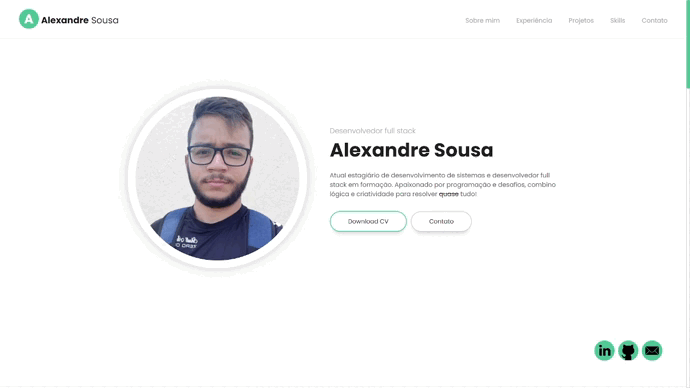 A Alexandre Sousa
Sobre mim Experiência Projetos Skills Contato
Desenvolvedor full stack
Alexandre Sousa
Atual estagiário de desenvolvimento de sistemas e desenvolvedor full
stack em formação. Apaixonado por programação e desafios, combino
lógica e criatividade para resolver quase tudo!
Download CV Contato
in